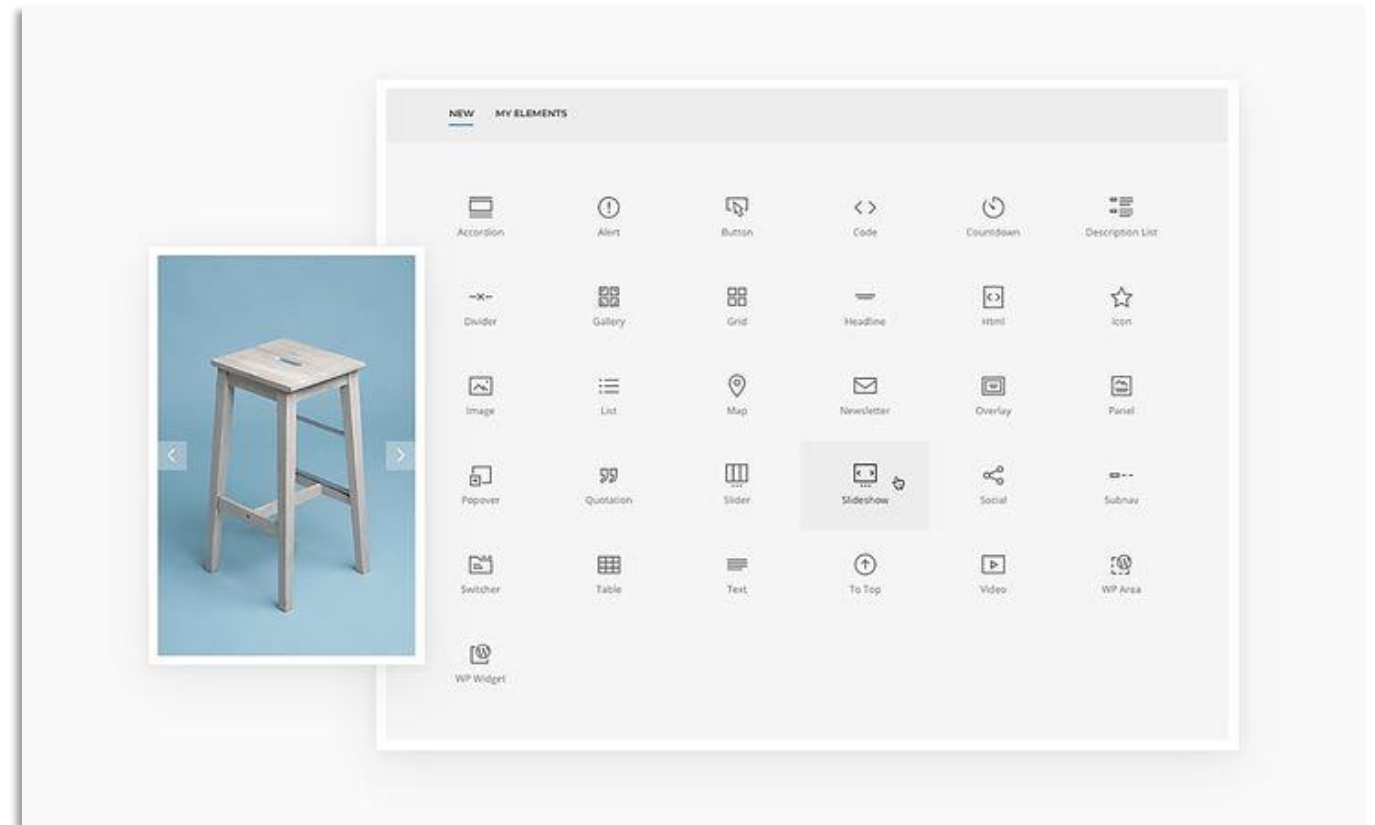 NEW MY ELEMENTS
Accordion Alert Button Code Countdown Description List
Divider Gallery Grid Headline Html Icon
Image List Map Newsletter Overlay Panel
Popover Quotation Slider Slideshow Social Subnav
Switcher Table Text To Top Video WP Area
WP Widget